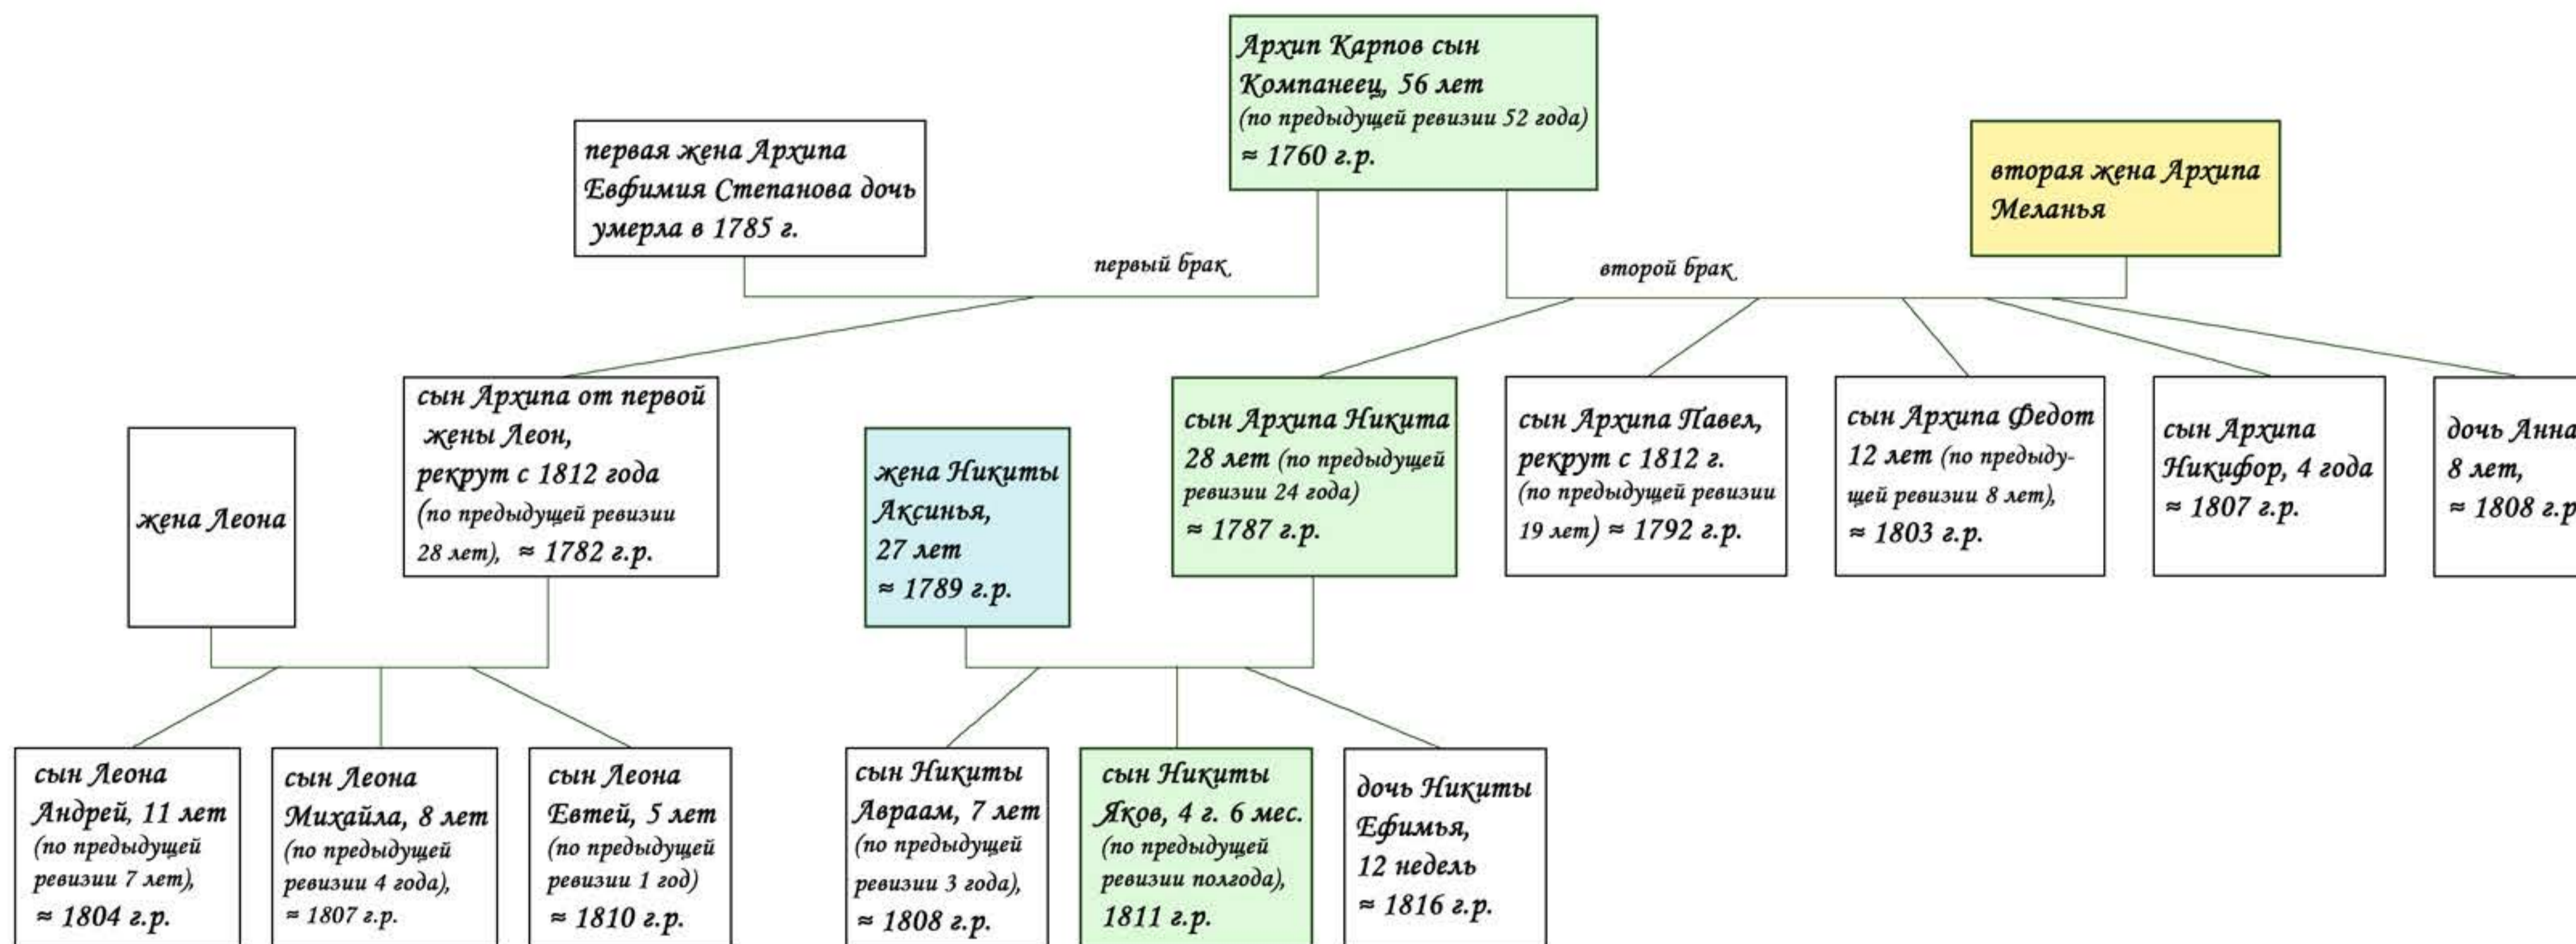 Архип Карпов сын
Компанеец, 56 лет
(по предыдущей ревизии 52 года)
≈ 1760 г.р.
первая жена Архипа
Евфимия Степанова дочь
умерла в 1785 г.
вторая жена Архипа
Меланья
первый брак
второй брак
жена Леона
сын Архипа от первой
жены Леон,
рекрут с 1812 года
(по предыдущей ревизии
28 лет), ≈ 1782 г.р.
жена Никиты
Аксинья,
27 лет
≈ 1789 г.р.
сын Архипа Никита
28 лет (по предыдущей
ревизии 24 года)
≈ 1787 г.р.
сын Архипа Павел,
рекрут с 1812 г.
(по предыдущей ревизии
19 лет) ≈ 1792 г.р.
сын Архипа Федот
12 лет (по предыду-
щей ревизии 8 лет),
≈ 1803 г.р.
сын Архипа
Никифор, 4 года
≈ 1807 г.р.
дочь Анна
8 лет,
≈ 1808 г.р
сын Леона
Андрей, 11 лет
(по предыдущей
ревизии 7 лет),
≈ 1804 г.р.
сын Леона
Михайла, 8 лет
(по предыдущей
ревизии 4 года),
≈ 1807 г.р.
сын Леона
Евтей, 5 лет
(по предыдущей
ревизии 1 год)
≈ 1810 г.р.
сын Никиты
Авраам, 7 лет
(по предыдущей
ревизии 3 года),
≈ 1808 г.р.
сын Никиты
Яков, 4 г. 6 мес.
(по предыдущей
ревизии полгода),
1811 г.р.
дочь Никиты
Ефимья,
12 недель
≈ 1816 г.р.